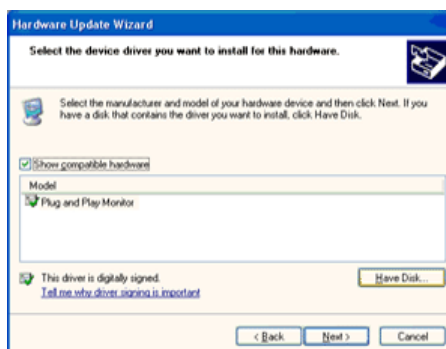 Hardware Update Wizard
Select the device driver you want to install for this hardware.
Select the manufacturer and model of your hardware device and then click Next. If you
have a disk that contains the driver you want to install, click Have Disk.
Show compatible hardware
Model
Plug and Play Monitor
This driver is digitally signed.
Have Disk...
Tell me why driver signing is important
< Back
Next >
Cancel